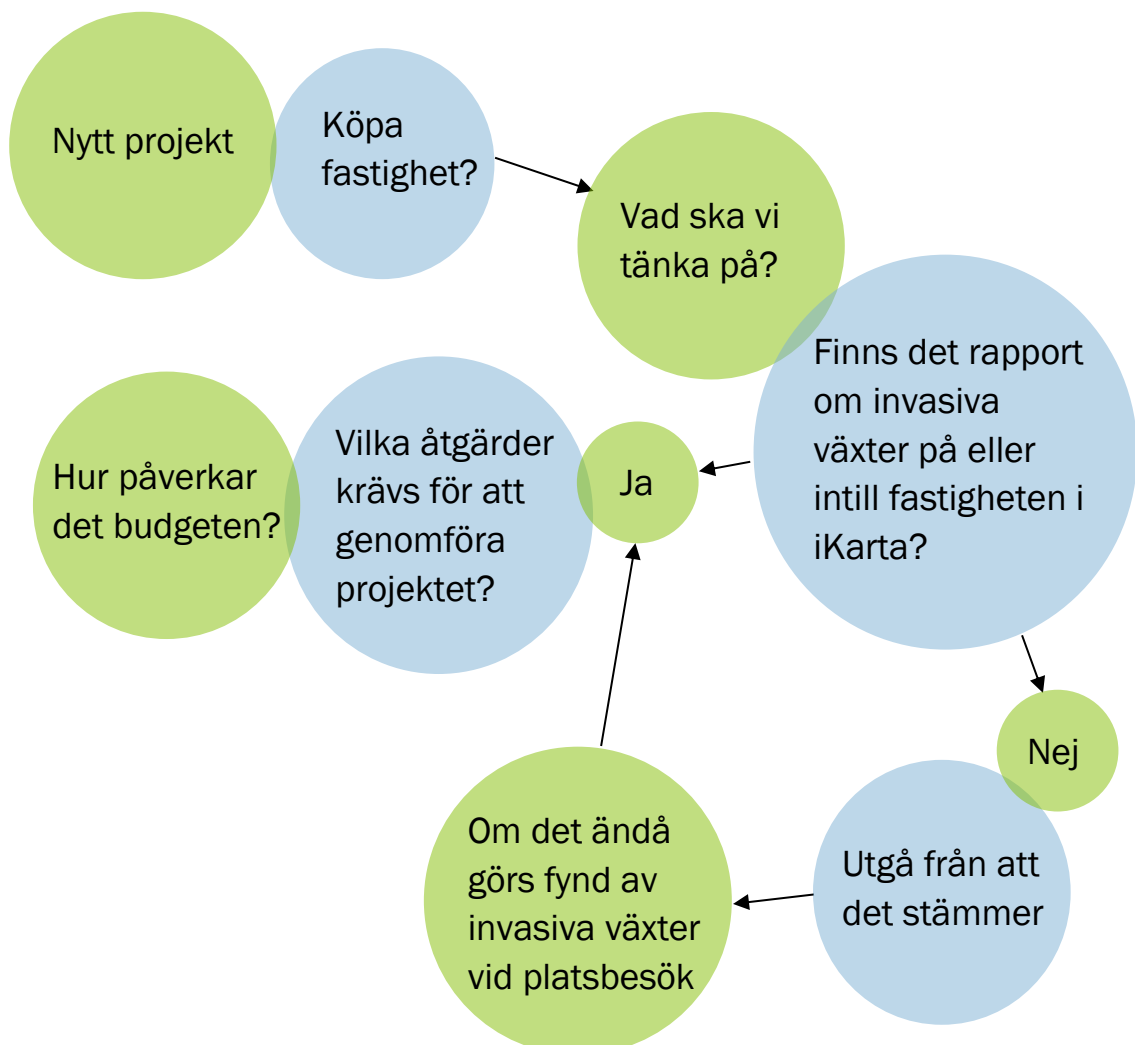 Nytt projekt
Köpa
fastighet?
Vad ska vi
tänka på?
Finns det rapport
om invasiva
växter på eller
intill fastigheten i
iKarta?
Ja
Vilka åtgärder
krävs för att
genomföra
projektet?
Hur påverkar
det budgeten?
Nej
Utgå från att
det stämmer
Om det ändå
görs fynd av
invasiva växter
vid platsbesök